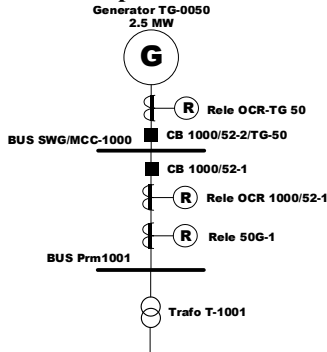 Generator TG-0050
2.5 MW
G
R
Rele OCR-TG 50
CB 1000/52-2/TG-50
BUS SWG/MCC-1000
CB 1000/52-1
R
Rele OCR 1000/52-1
R
Rele 50G-1
BUS Prm1001
Trafo T-1001